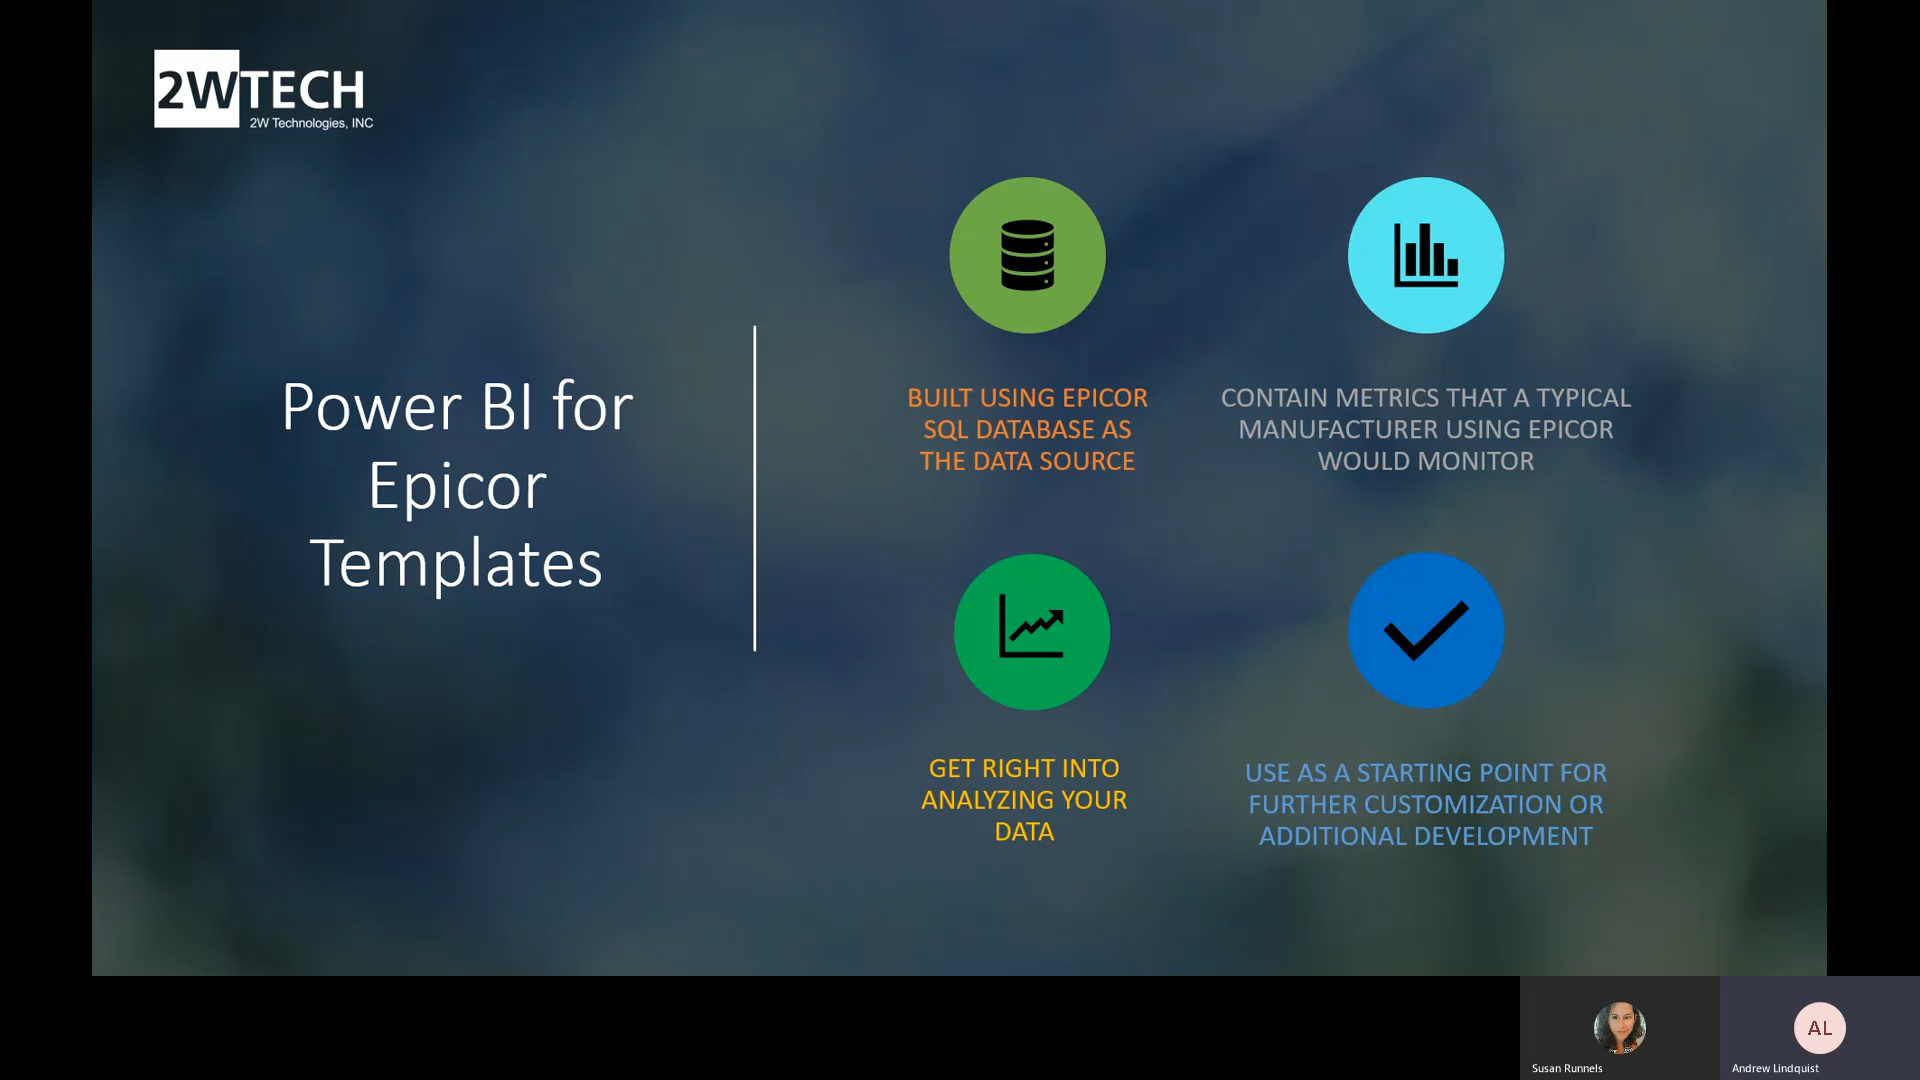 2WTECH
2W Technologies, INC
Power BI for
Epicor
Templates
BUILT USING EPICOR
SQL DATABASE AS
THE DATA SOURCE
CONTAIN METRICS THAT A TYPICAL
MANUFACTURER USING EPICOR
WOULD MONITOR
GET RIGHT INTO
ANALYZING YOUR
DATA
USE AS A STARTING POINT FOR
FURTHER CUSTOMIZATION OR
ADDITIONAL DEVELOPMENT
AL
Susan Runnels
Andrew Lindquist